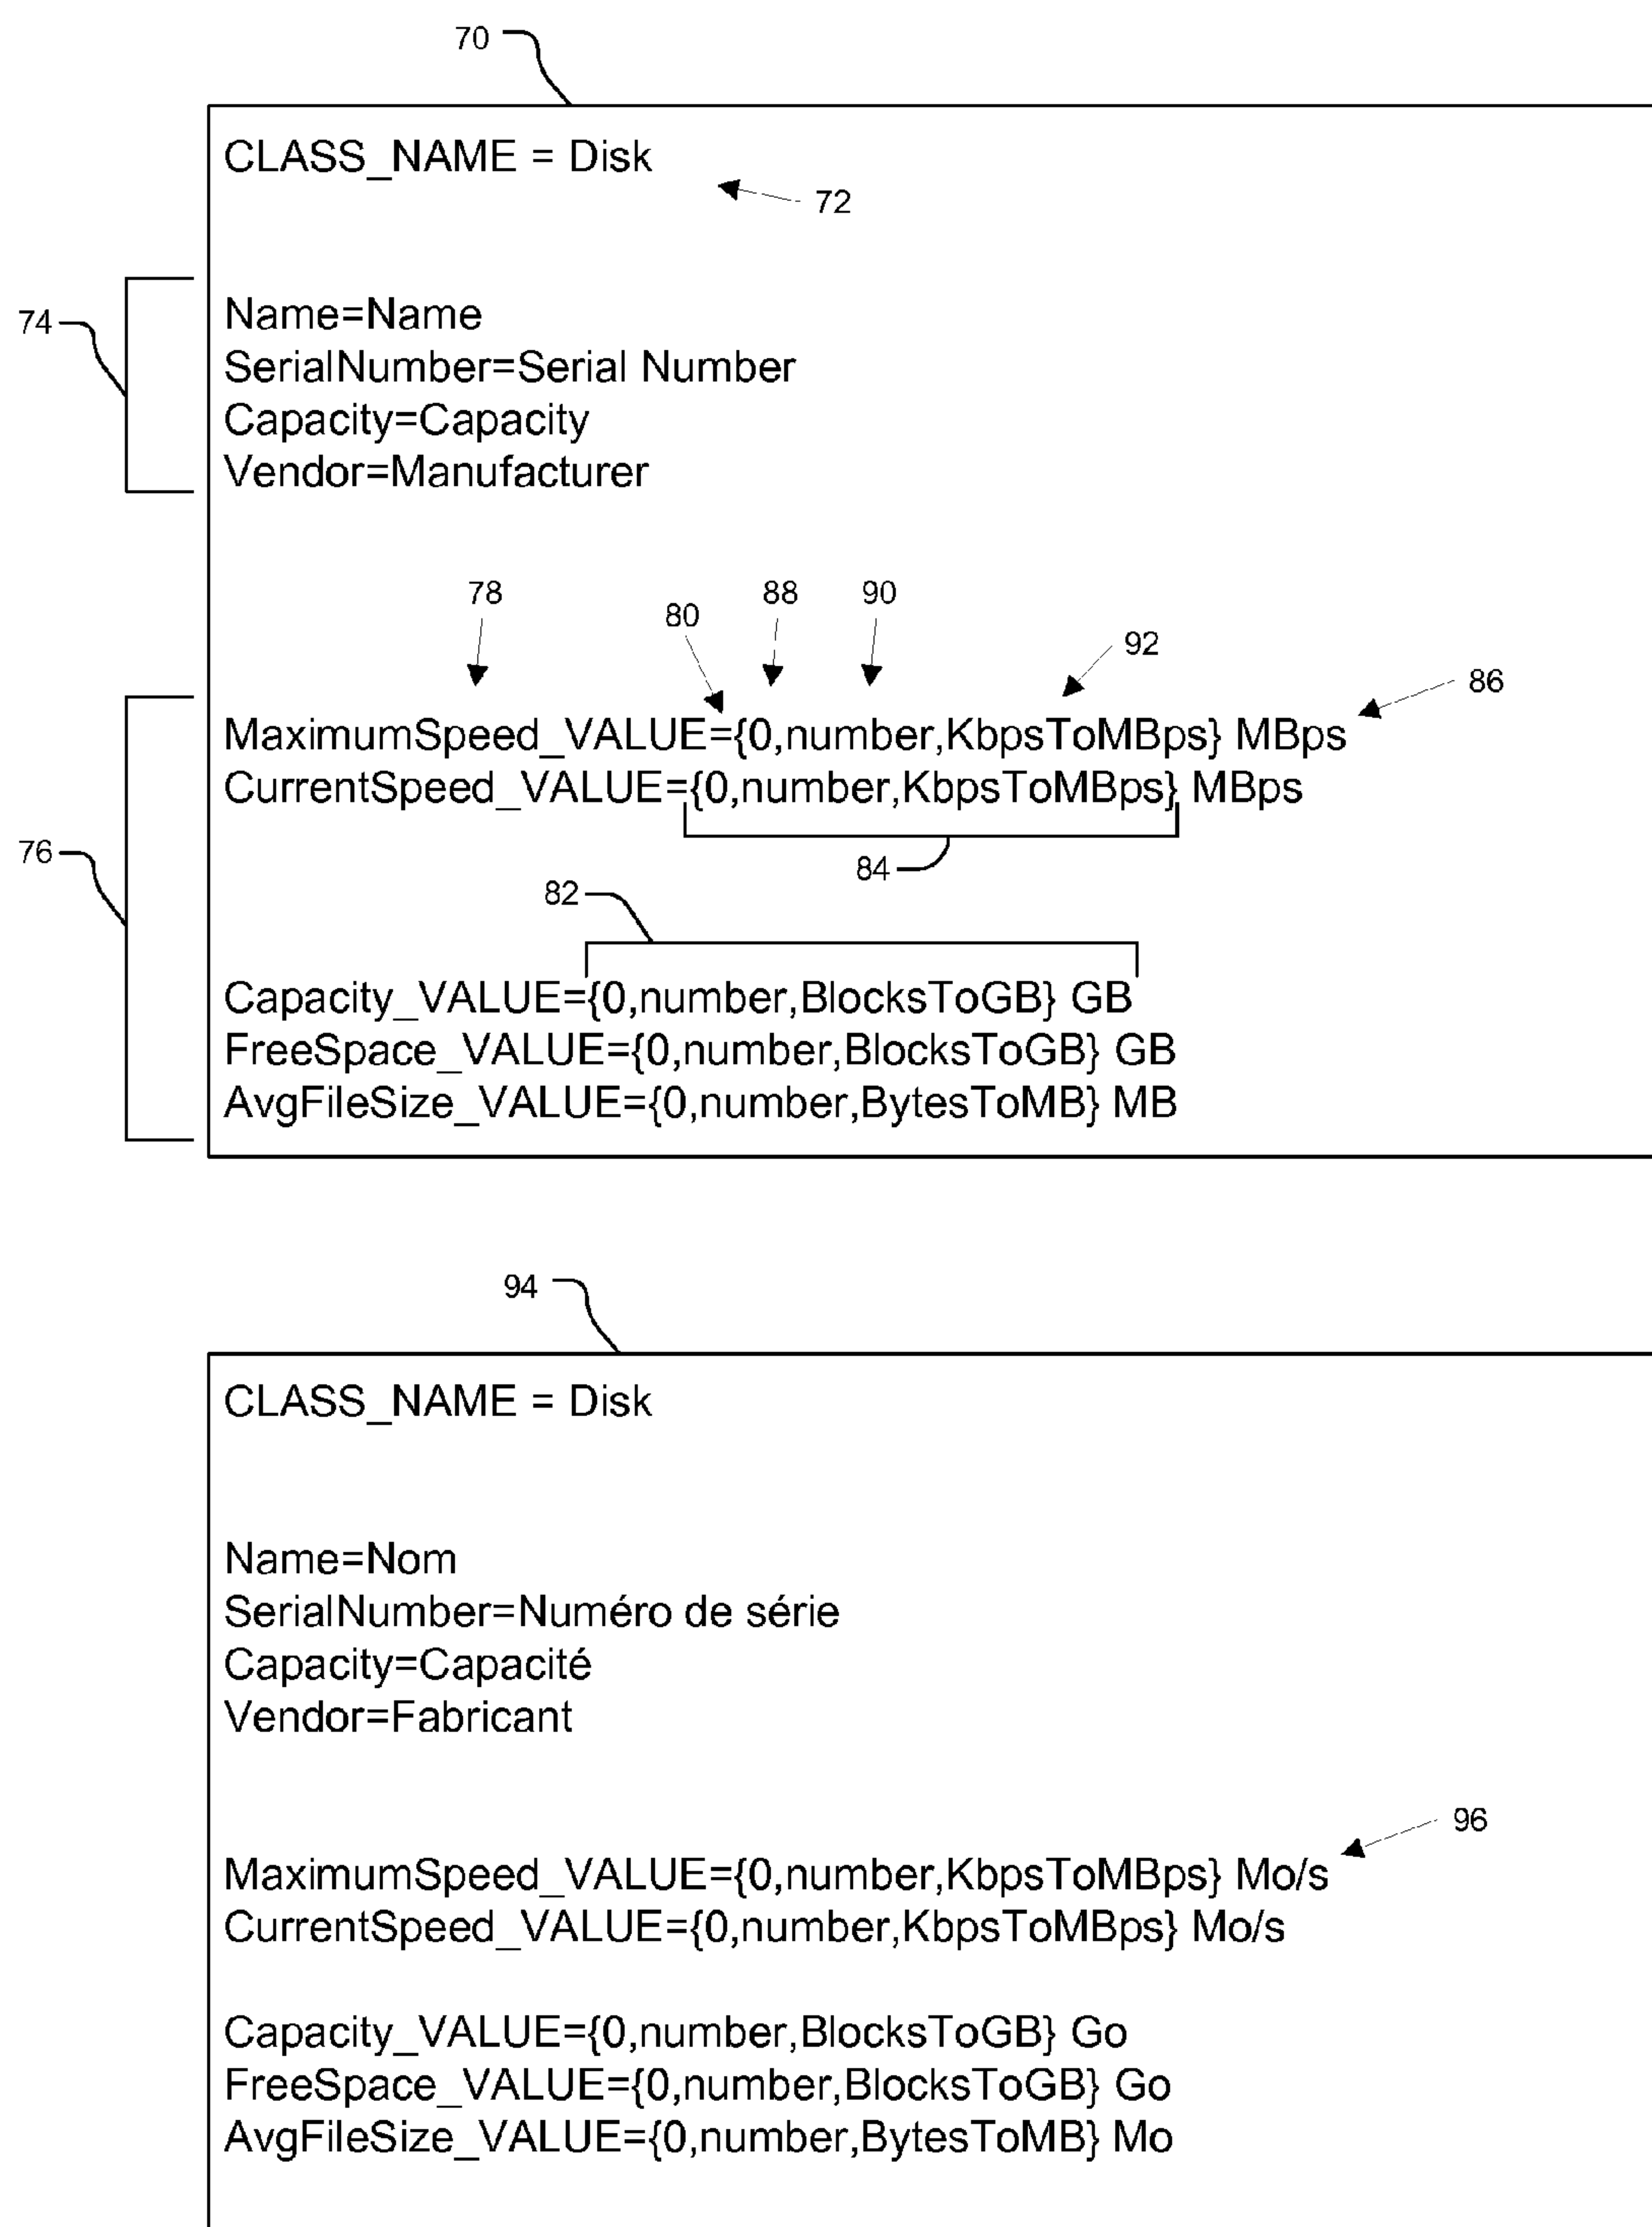 70
CLASS_NAME = Disk
72
74
Name=Name
SerialNumber=Serial Number
Capacity=Capacity
Vendor=Manufacturer
78
80
88
90
92
86
76
MaximumSpeed_VALUE={0,number,KbpsToMBps} MBps
CurrentSpeed_VALUE={0,number,KbpsToMBps} MBps
84
82
Capacity_VALUE={0,number,BlocksToGB} GB
FreeSpace_VALUE={0,number,BlocksToGB} GB
AvgFileSize_VALUE={0,number,BytesToMB} MB
94
CLASS_NAME = Disk
Name=Nom
SerialNumber=Numéro de série
Capacity=Capacité
Vendor=Fabricant
96
MaximumSpeed_VALUE={0,number,KbpsToMBps} Mo/s
CurrentSpeed_VALUE={0,number,KbpsToMBps} Mo/s
Capacity_VALUE={0,number,BlocksToGB} Go
FreeSpace_VALUE={0,number,BlocksToGB} Go
AvgFileSize_VALUE={0,number,BytesToMB} Mo